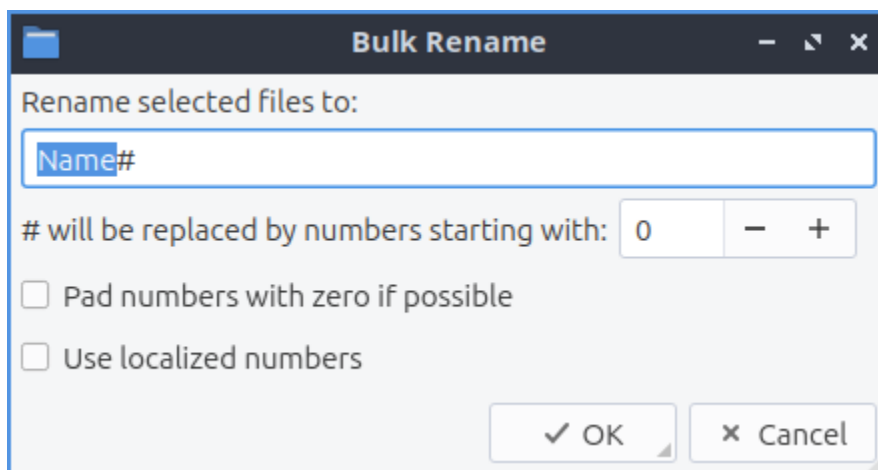 Bulk Rename
Rename selected files to:
Name#
# will be replaced by numbers starting with: 0
Pad numbers with zero if possible
Use localized numbers
OK Cancel